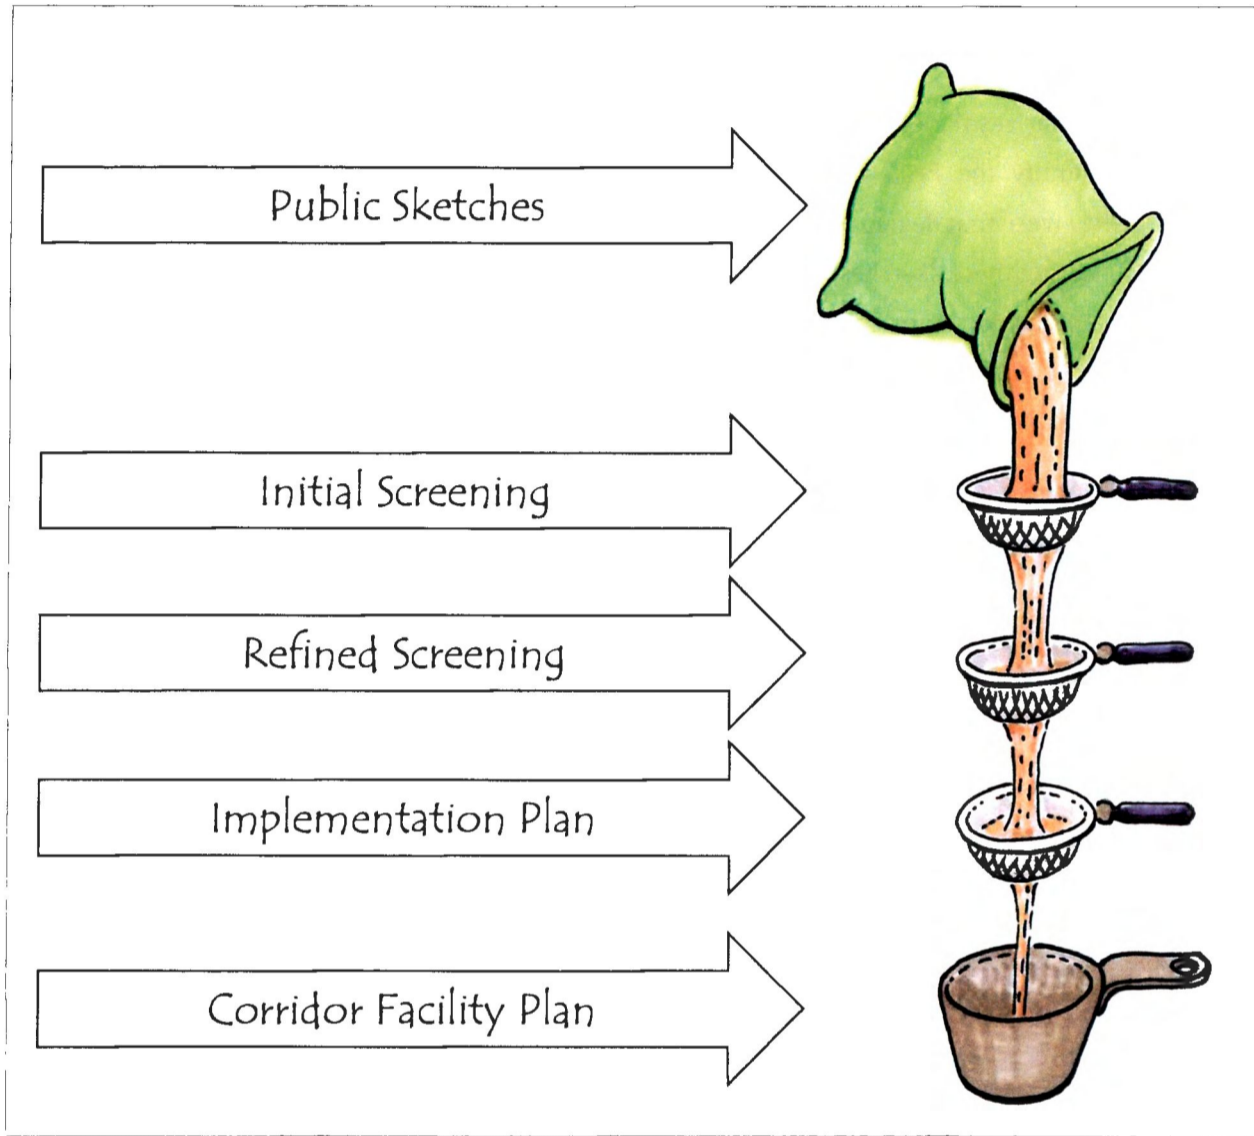 Public Sketches
Initial Screening
Refined Screening
Implementation Plan
Corridor Facility Plan